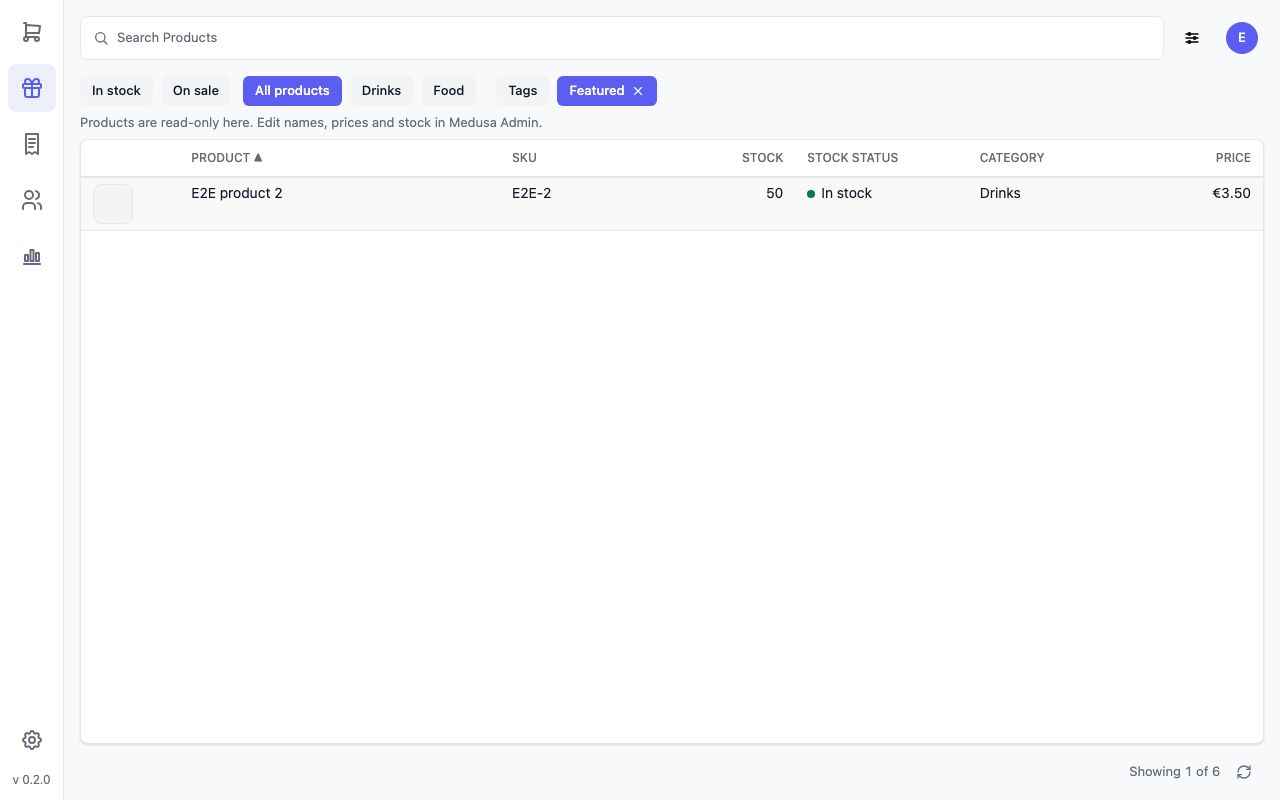 Search Products
E
In stock On sale All products Drinks Food Tags Featured
Products are read-only here. Edit names, prices and stock in Medusa Admin.
PRODUCT SKU STOCK STOCK STATUS CATEGORY PRICE
E2E product 2 E2E-2 50 In stock Drinks €3.50
Showing 1 of 6
v 0.2.0